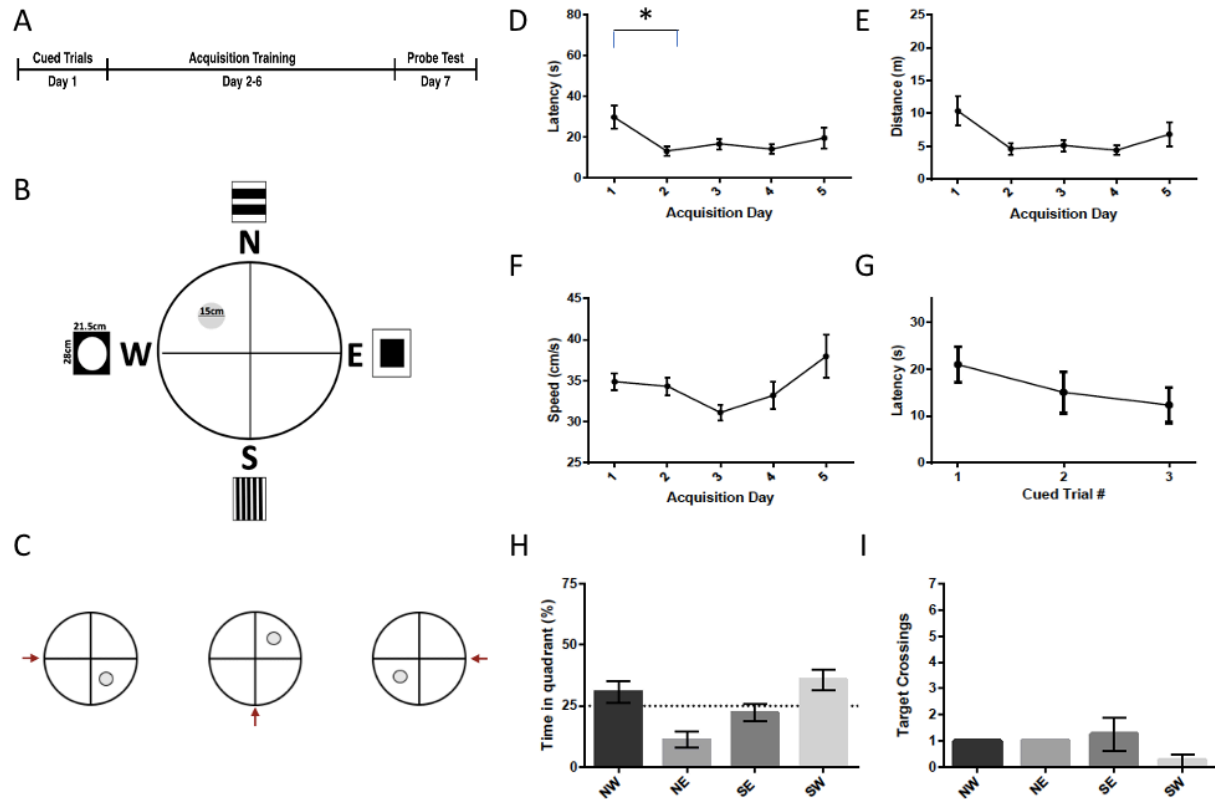 A
Cued Trials Acquisition Training Probe Test
Day 1 Day 2-6 Day 7
B
N
15cm
21.5cm
28cm
W
E
S
C
D
*
80
60
40
20
0
Latency (s)
1 2 3 4 5
Acquisition Day
E
25
20
15
10
5
0
Distance (m)
1 2 3 4 5
Acquisition Day
F
45
40
35
30
25
Speed (cm/s)
1 2 3 4 5
Acquisition Day
G
30
20
10
0
Latency (s)
1 2 3
Cued Trial #
H
75
50
25
0
Time in quadrant (%)
NW NE SE SW
I
7
6
5
4
3
2
1
0
Target Crossings
NW NE SE SW